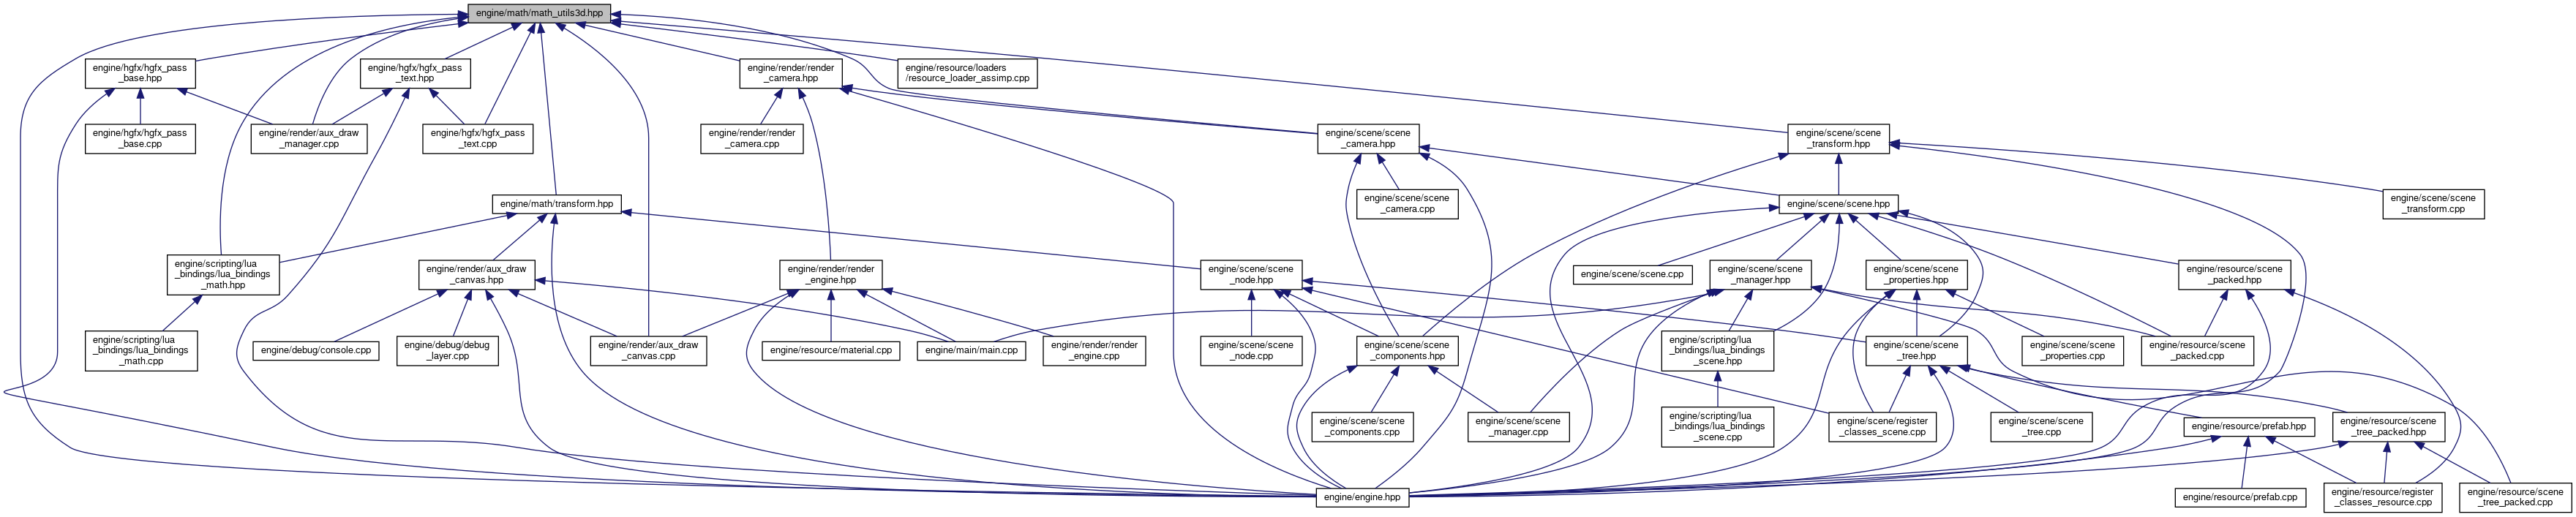 engine/math/math_utils3d.hpp
engine/hgfx/hgfx_pass
_base.hpp
engine/hgfx/hgfx_pass
_text.hpp
engine/render/render
_camera.hpp
engine/resource/loaders
/resource_loader_assimp.cpp
engine/hgfx/hgfx_pass
_base.cpp
engine/render/aux_draw
_manager.cpp
engine/hgfx/hgfx_pass
_text.cpp
engine/render/render
_camera.cpp
engine/scene/scene
_camera.hpp
engine/scene/scene
_transform.hpp
engine/math/transform.hpp
engine/scene/scene
_camera.cpp
engine/scene/scene.hpp
engine/scene/scene
_transform.cpp
engine/scripting/lua
_bindings/lua_bindings
_math.hpp
engine/render/aux_draw
_canvas.hpp
engine/render/render
_engine.hpp
engine/scene/scene
_node.hpp
engine/scene/scene.cpp
engine/scene/scene
_manager.hpp
engine/scene/scene
_properties.hpp
engine/resource/scene
_packed.hpp
engine/scripting/lua
_bindings/lua_bindings
_math.cpp
engine/debug/console.cpp
engine/debug/debug
_layer.cpp
engine/render/aux_draw
_canvas.cpp
engine/resource/material.cpp
engine/main/main.cpp
engine/render/render
_engine.cpp
engine/scene/scene
_node.cpp
engine/scene/scene
_components.hpp
engine/scripting/lua
_bindings/lua_bindings
_scene.hpp
engine/scene/scene
_tree.hpp
engine/scene/scene
_properties.cpp
engine/resource/scene
_packed.cpp
engine/scene/scene
_components.cpp
engine/scene/scene
_manager.cpp
engine/scripting/lua
_bindings/lua_bindings
_scene.cpp
engine/scene/register
_classes_scene.cpp
engine/scene/scene
_tree.cpp
engine/resource/prefab.hpp
engine/resource/scene
_tree_packed.hpp
engine/engine.hpp
engine/resource/prefab.cpp
engine/resource/register
_classes_resource.cpp
engine/resource/scene
_tree_packed.cpp